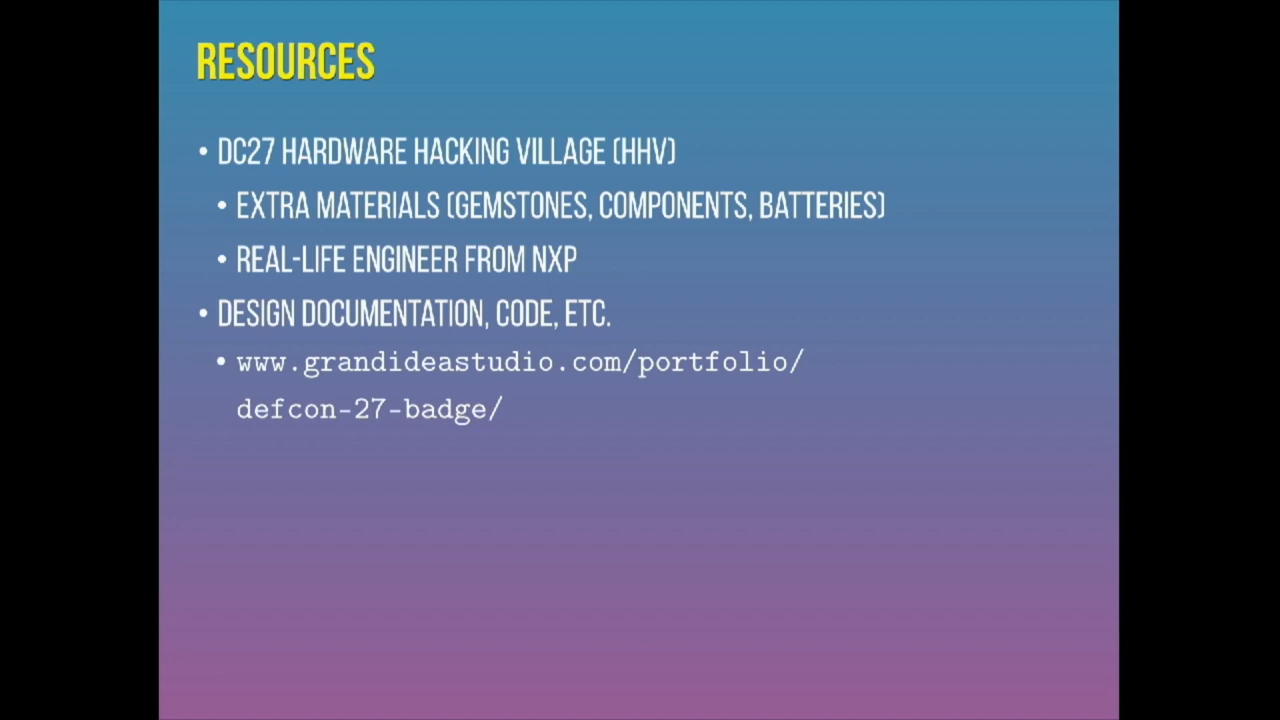 RESOURCES
• DC27 HARDWARE HACKING VILLAGE (HHV)
• EXTRA MATERIALS (GEMSTONES, COMPONENTS, BATTERIES)
• REAL-LIFE ENGINEER FROM NXP
• DESIGN DOCUMENTATION, CODE, ETC.
• www.grandideastudio.com/portfolio/
defcon-27-badge/